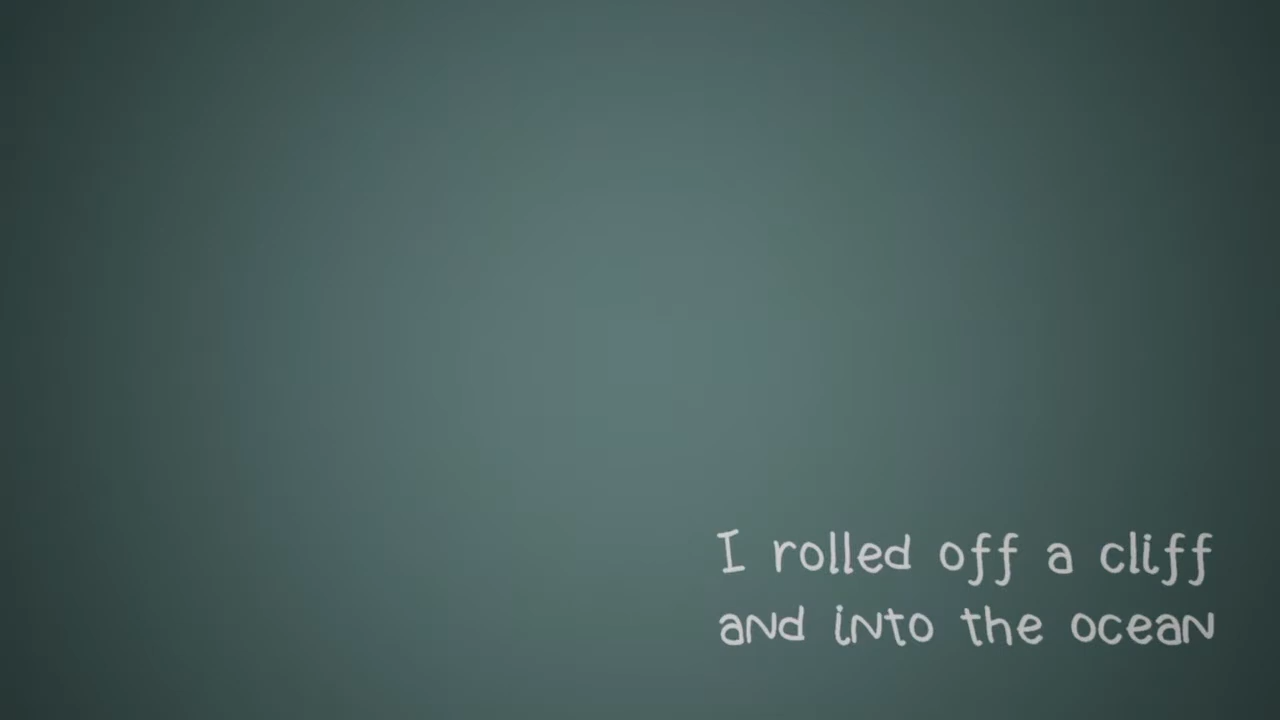 I rolled off a cliff
and into the ocean